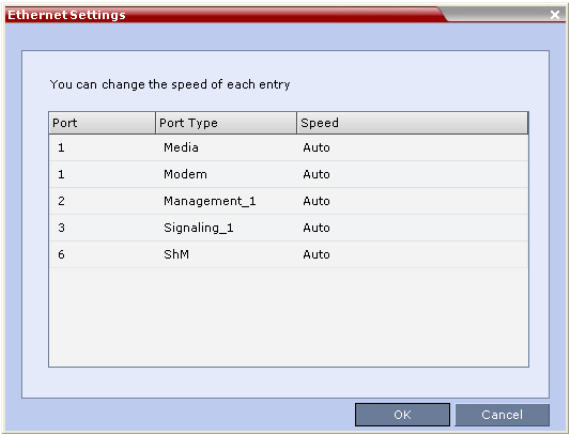 Ethernet Settings
You can change the speed of each entry
Port Port Type Speed
1 Media Auto
1 Modem Auto
2 Management_1 Auto
3 Signaling_1 Auto
6 ShM Auto
OK Cancel